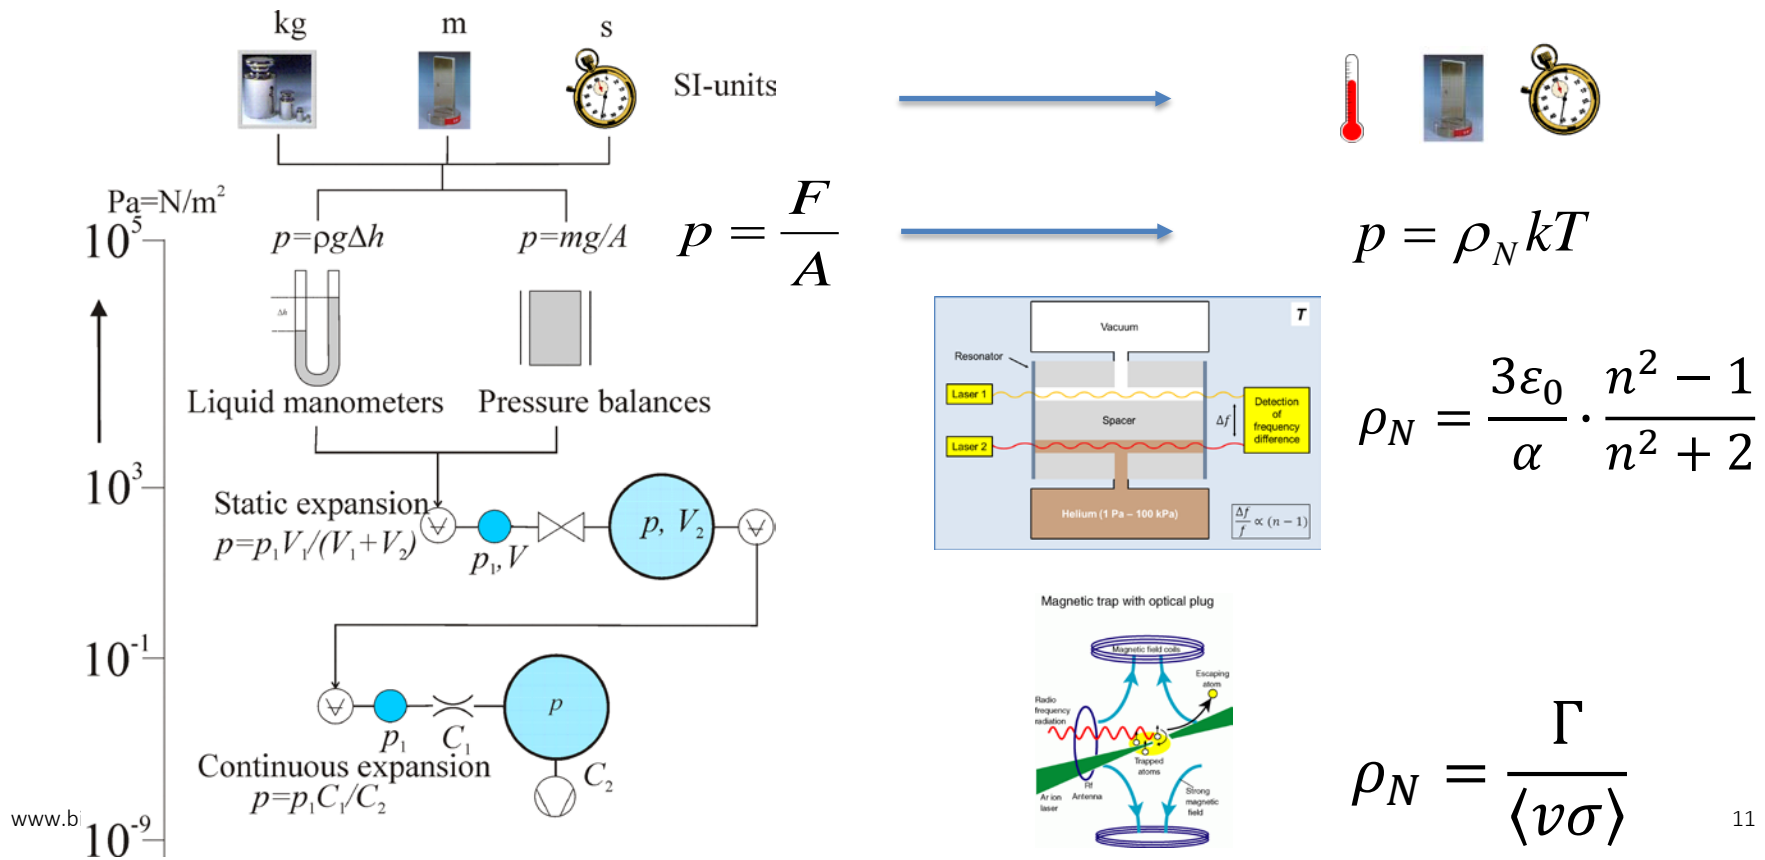 kg m s
SI-units
Pa=N/m²
10⁵
p=ρgΔh p=mg/A
p = F/A
p = ρ_N kT
Δh
Liquid manometers Pressure balances
10³
Static expansion
p=p₁V₁/(V₁+V₂)
p₁,V
p, V₂
10⁻¹
p₁ C₁
p
C₂
Continuous expansion
p=p₁C₁/C₂
10⁻⁹
T
Vacuum
Resonator
Laser 1
Spacer
Δf
Detection
of
frequency
difference
Laser 2
Helium (1 Pa – 100 kPa)
Δf/f ∝ (n − 1)
ρ_N = 3ε₀/α · (n² − 1)/(n² + 2)
Magnetic trap with optical plug
Magnetic field coils
Escaping
atom
Radio
frequency
radiation
Trapped
atoms
Rf
Antenna
Ar ion
laser
Strong
magnetic
field
ρ_N = Γ/⟨vσ⟩
www.bi
11